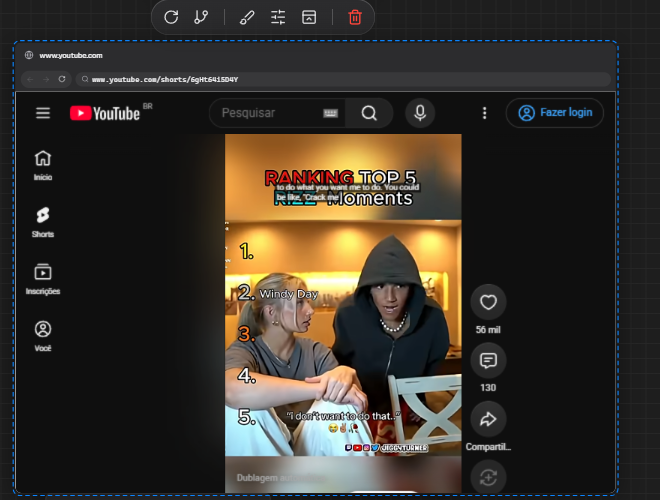 www.youtube.com
www.youtube.com/shorts/6gHt64i5D4Y
YouTube BR
Pesquisar
Fazer login
Início
Shorts
Inscrições
Você
RANKING TOP 5
RIZZ Moments
to do what you want me to do. You could
be like, "Crack me
1.
2. Windy Day
3.
4.
5.
"I don't want to do that.."
56 mil
130
Compartil...
Dublagem a